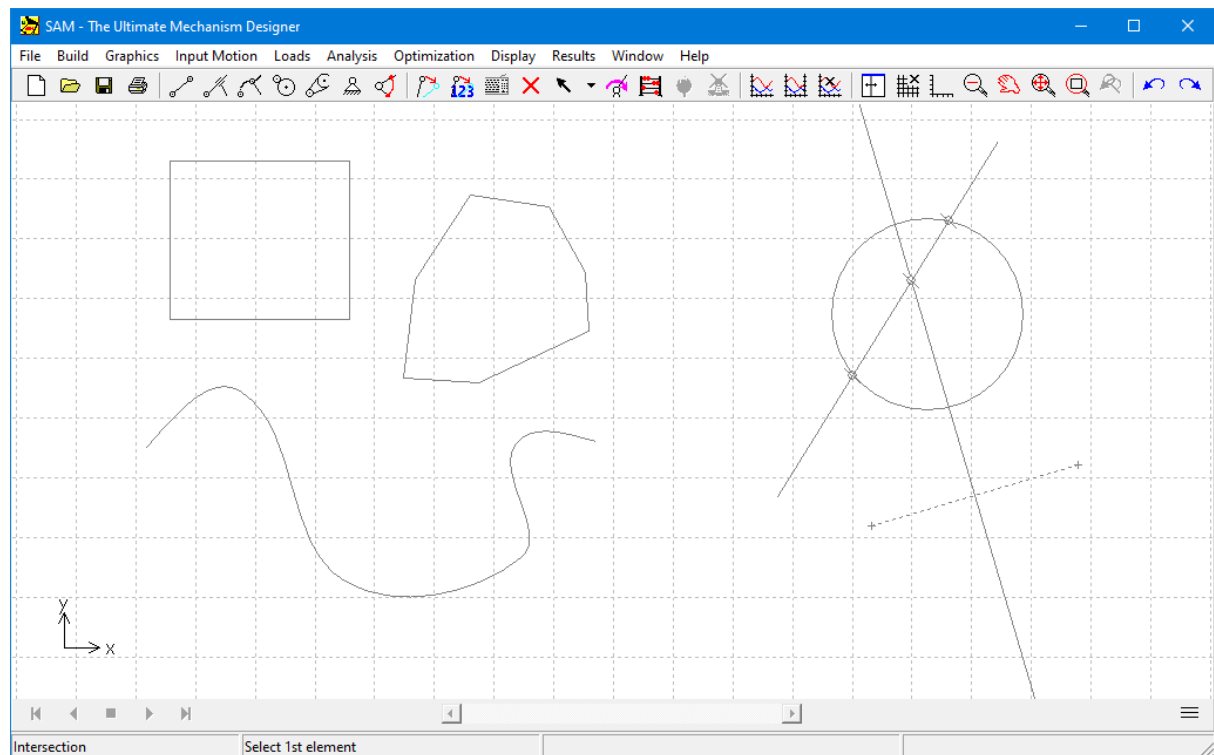 SAM - The Ultimate Mechanism Designer
File Build Graphics Input Motion Loads Analysis Optimization Display Results Window Help
123
y
x
Intersection Select 1st element